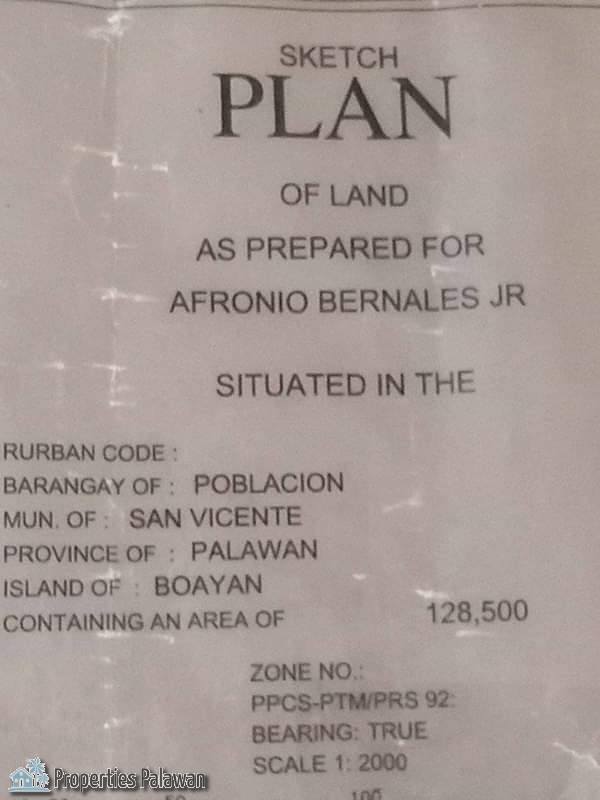 SKETCH
PLAN
OF LAND
AS PREPARED FOR
AFRONIO BERNALES JR
SITUATED IN THE
RURBAN CODE :
BARANGAY OF : POBLACION
MUN. OF : SAN VICENTE
PROVINCE OF : PALAWAN
ISLAND OF : BOAYAN
CONTAINING AN AREA OF 128,500
ZONE NO.:
PPCS-PTM/PRS 92:
BEARING: TRUE
SCALE 1: 2000
Properties Palawan
50 100